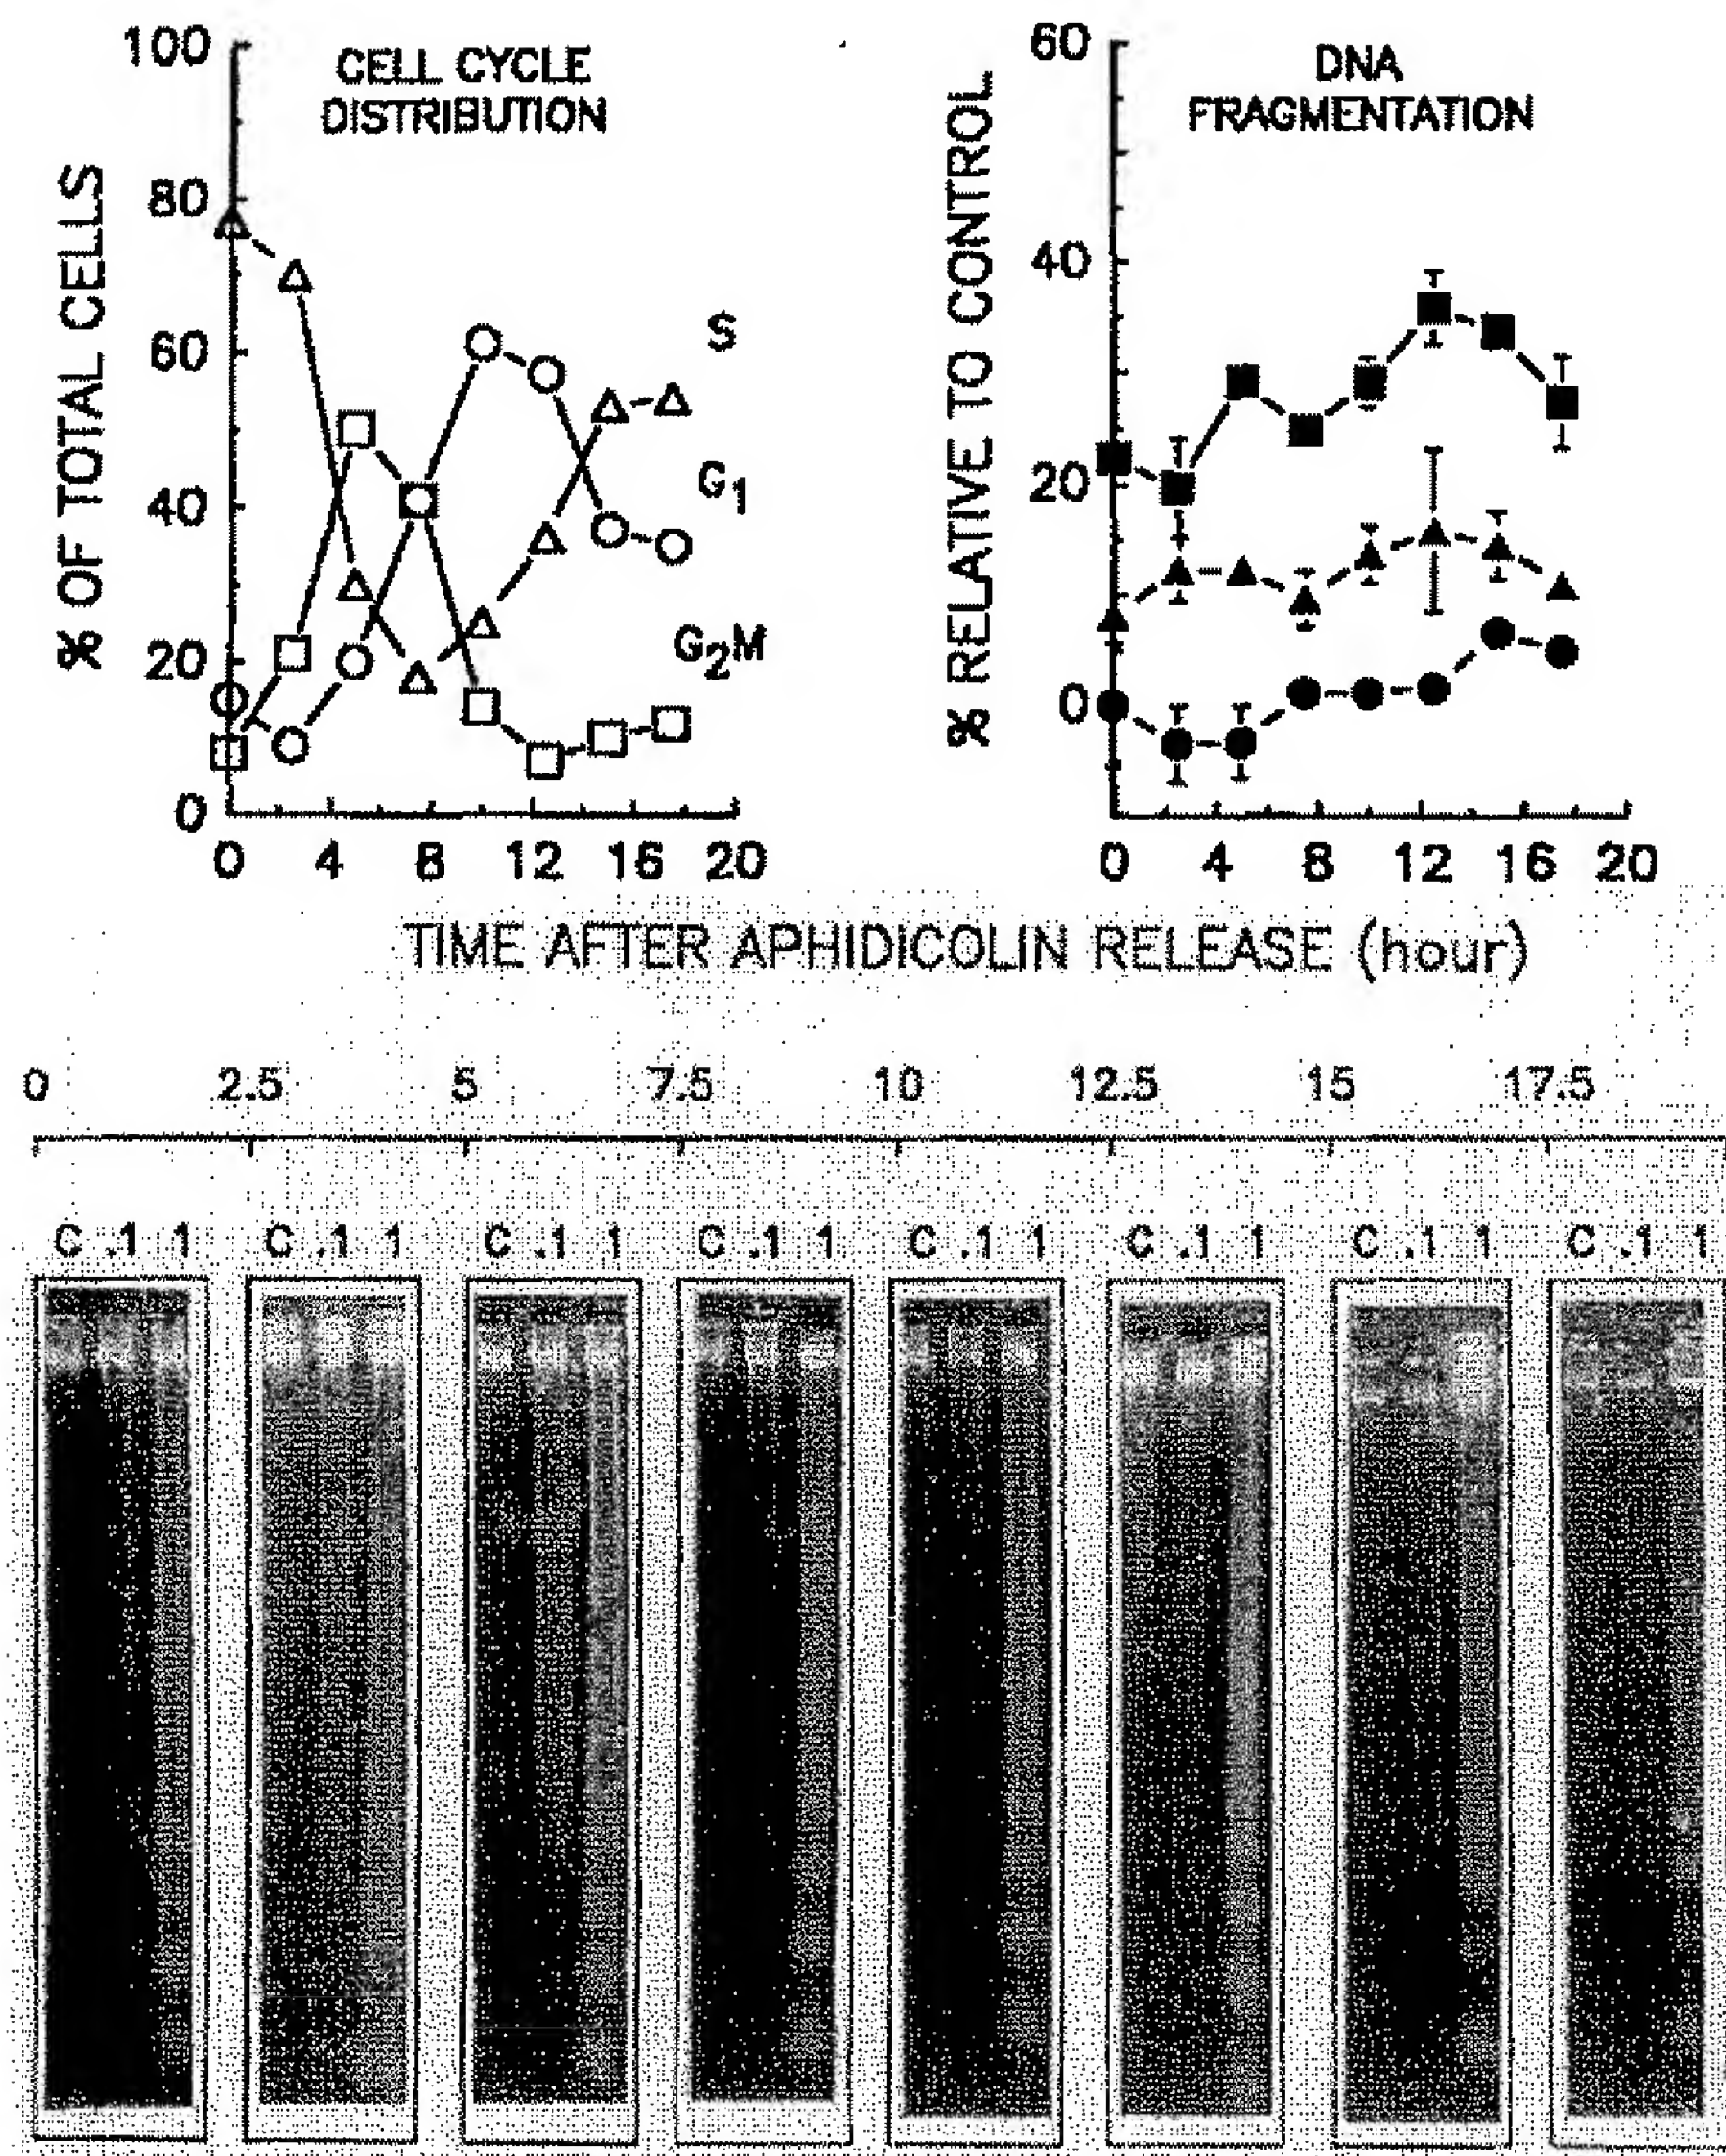 CELL CYCLE
DISTRIBUTION
% OF TOTAL CELLS
100
80
60
40
20
0
S
G1
G2M
0 4 8 12 16 20
DNA
FRAGMENTATION
% RELATIVE TO CONTROL
60
40
20
0
0 4 8 12 16 20
TIME AFTER APHIDICOLIN RELEASE (hour)
0 2.5 5 7.5 10 12.5 15 17.5
C .1 1 C .1 1 C .1 1 C .1 1 C .1 1 C .1 1 C .1 1 C .1 1